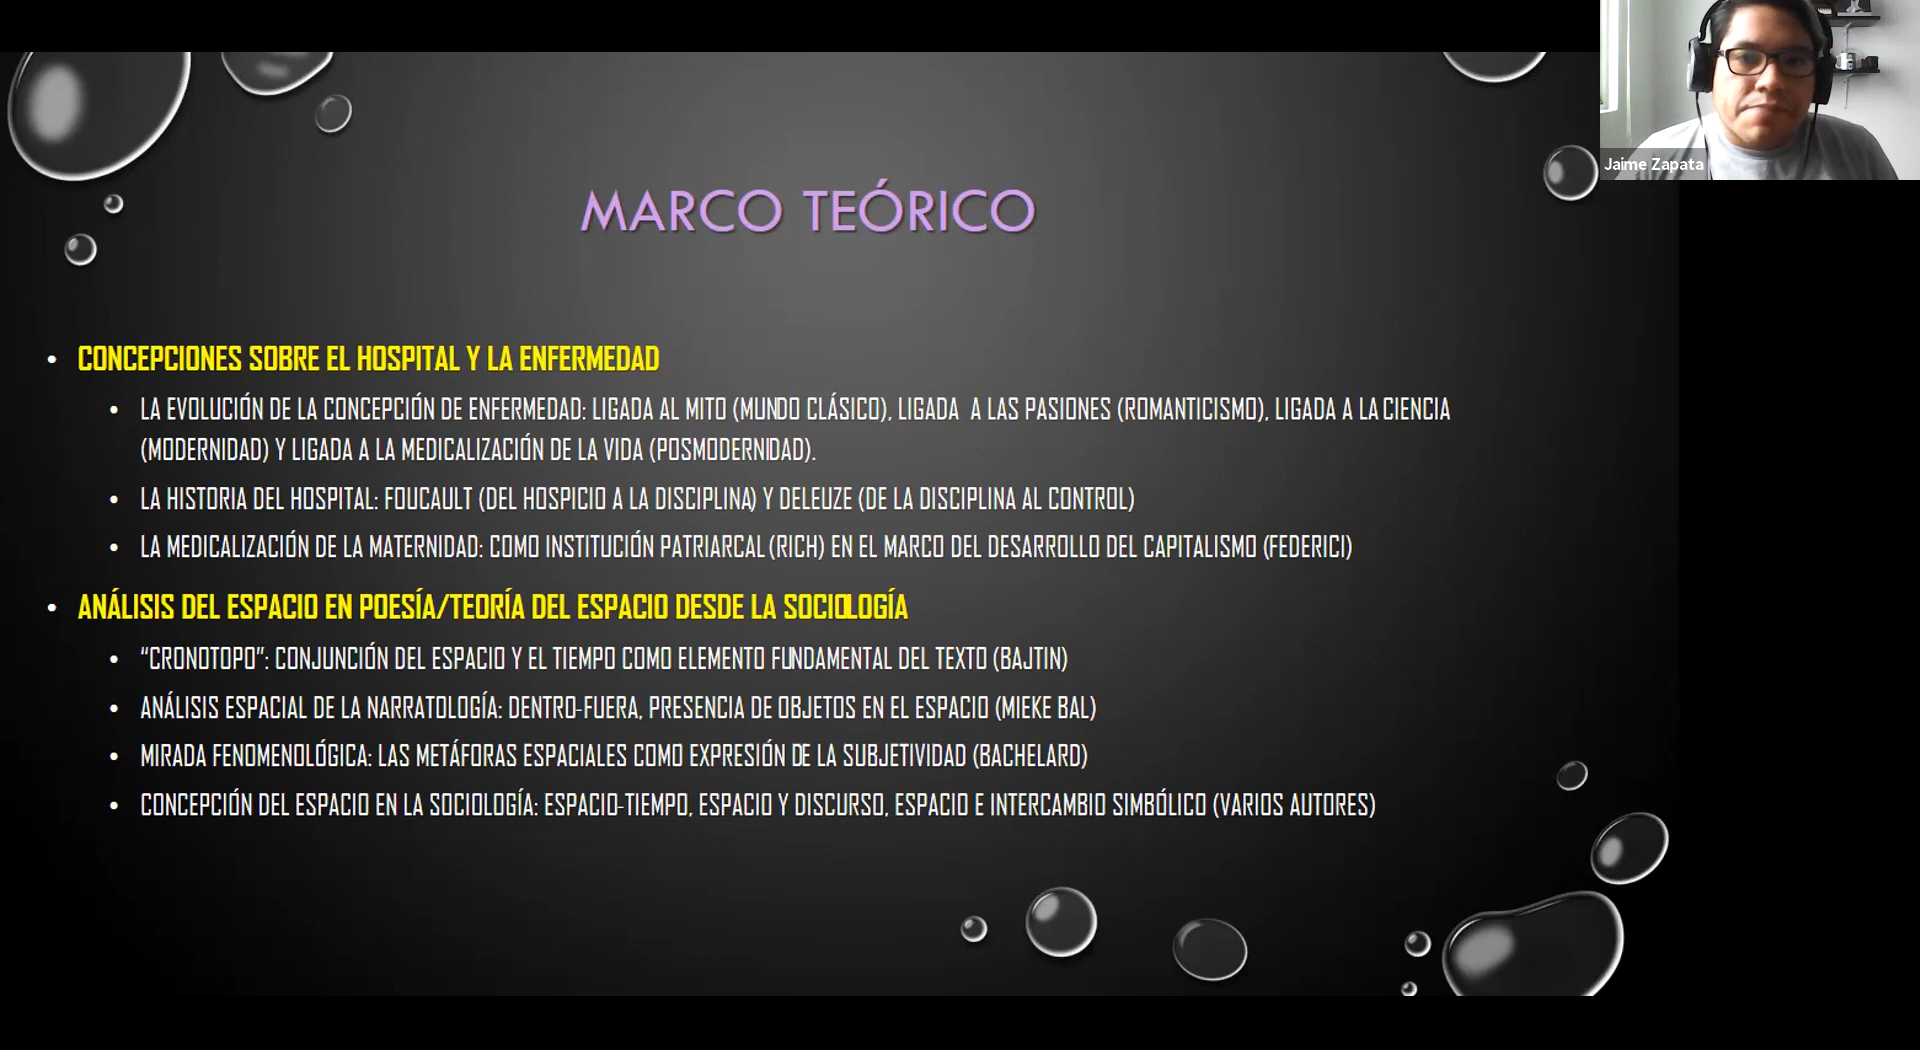 Jaime Zapata
MARCO TEÓRICO
• CONCEPCIONES SOBRE EL HOSPITAL Y LA ENFERMEDAD
• LA EVOLUCIÓN DE LA CONCEPCIÓN DE ENFERMEDAD: LIGADA AL MITO (MUNDO CLÁSICO), LIGADA A LAS PASIONES (ROMANTICISMO), LIGADA A LA CIENCIA
(MODERNIDAD) Y LIGADA A LA MEDICALIZACIÓN DE LA VIDA (POSMODERNIDAD).
• LA HISTORIA DEL HOSPITAL: FOUCAULT (DEL HOSPICIO A LA DISCIPLINA) Y DELEUZE (DE LA DISCIPLINA AL CONTROL)
• LA MEDICALIZACIÓN DE LA MATERNIDAD: COMO INSTITUCIÓN PATRIARCAL (RICH) EN EL MARCO DEL DESARROLLO DEL CAPITALISMO (FEDERICI)
• ANÁLISIS DEL ESPACIO EN POESÍA/TEORÍA DEL ESPACIO DESDE LA SOCIOLOGÍA
• “CRONOTOPO”: CONJUNCIÓN DEL ESPACIO Y EL TIEMPO COMO ELEMENTO FUNDAMENTAL DEL TEXTO (BAJTIN)
• ANÁLISIS ESPACIAL DE LA NARRATOLOGÍA: DENTRO-FUERA, PRESENCIA DE OBJETOS EN EL ESPACIO (MIEKE BAL)
• MIRADA FENOMENOLÓGICA: LAS METÁFORAS ESPACIALES COMO EXPRESIÓN DE LA SUBJETIVIDAD (BACHELARD)
• CONCEPCIÓN DEL ESPACIO EN LA SOCIOLOGÍA: ESPACIO-TIEMPO, ESPACIO Y DISCURSO, ESPACIO E INTERCAMBIO SIMBÓLICO (VARIOS AUTORES)